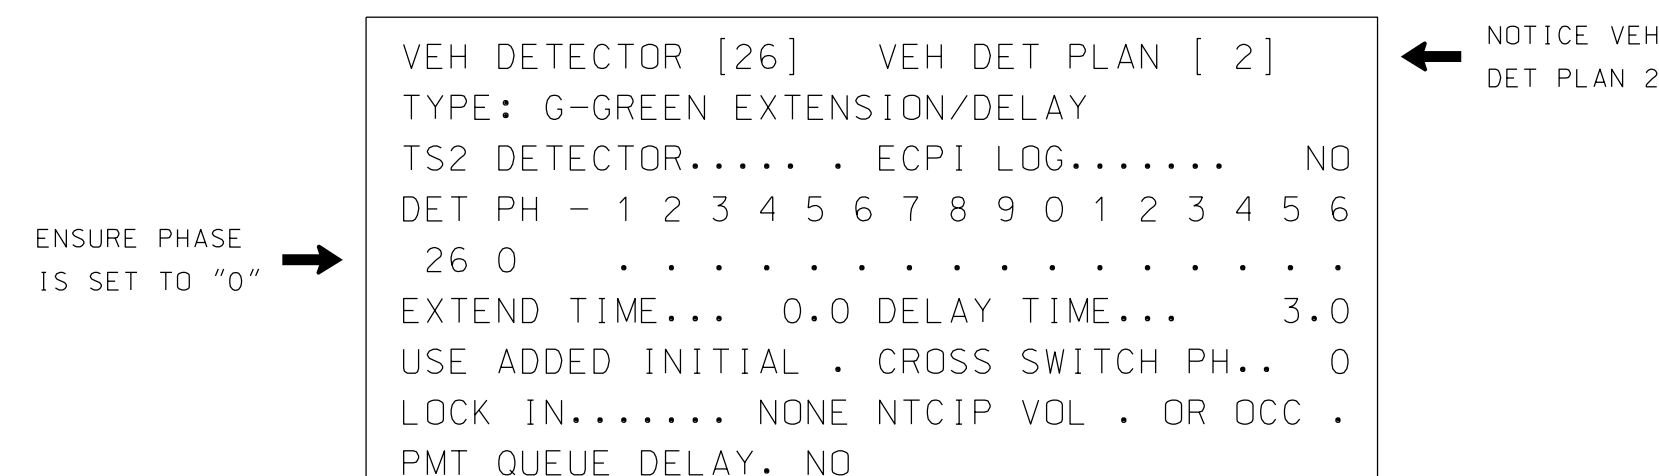 VEH DETECTOR [26] VEH DET PLAN [ 2]
TYPE: G-GREEN EXTENSION/DELAY
TS2 DETECTOR..... . ECPI LOG....... NO
DET PH - 1 2 3 4 5 6 7 8 9 0 1 2 3 4 5 6
26 0 . . . . . . . . . . . . . . . .
EXTEND TIME... 0.0 DELAY TIME... 3.0
USE ADDED INITIAL . CROSS SWITCH PH.. 0
LOCK IN....... NONE NTCIP VOL . OR OCC .
PMT QUEUE DELAY. NO
NOTICE VEH
DET PLAN 2
ENSURE PHASE
IS SET TO "0"